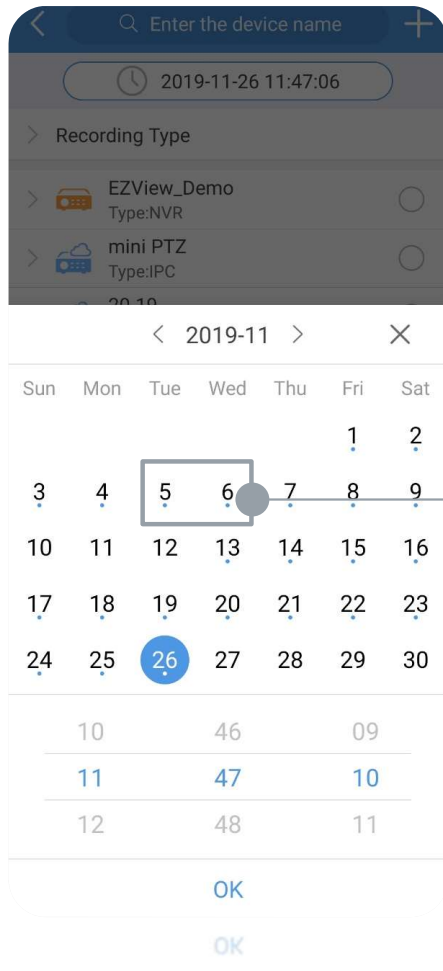 Enter the device name
2019-11-26 11:47:06
Recording Type
EZView_Demo
Type:NVR
mini PTZ
Type:IPC
20.19
2019-11
Sun Mon Tue Wed Thu Fri Sat
1 2
3 4 5 6 7 8 9
10 11 12 13 14 15 16
17 18 19 20 21 22 23
24 25 26 27 28 29 30
10 46 09
11 47 10
12 48 11
OK
OK